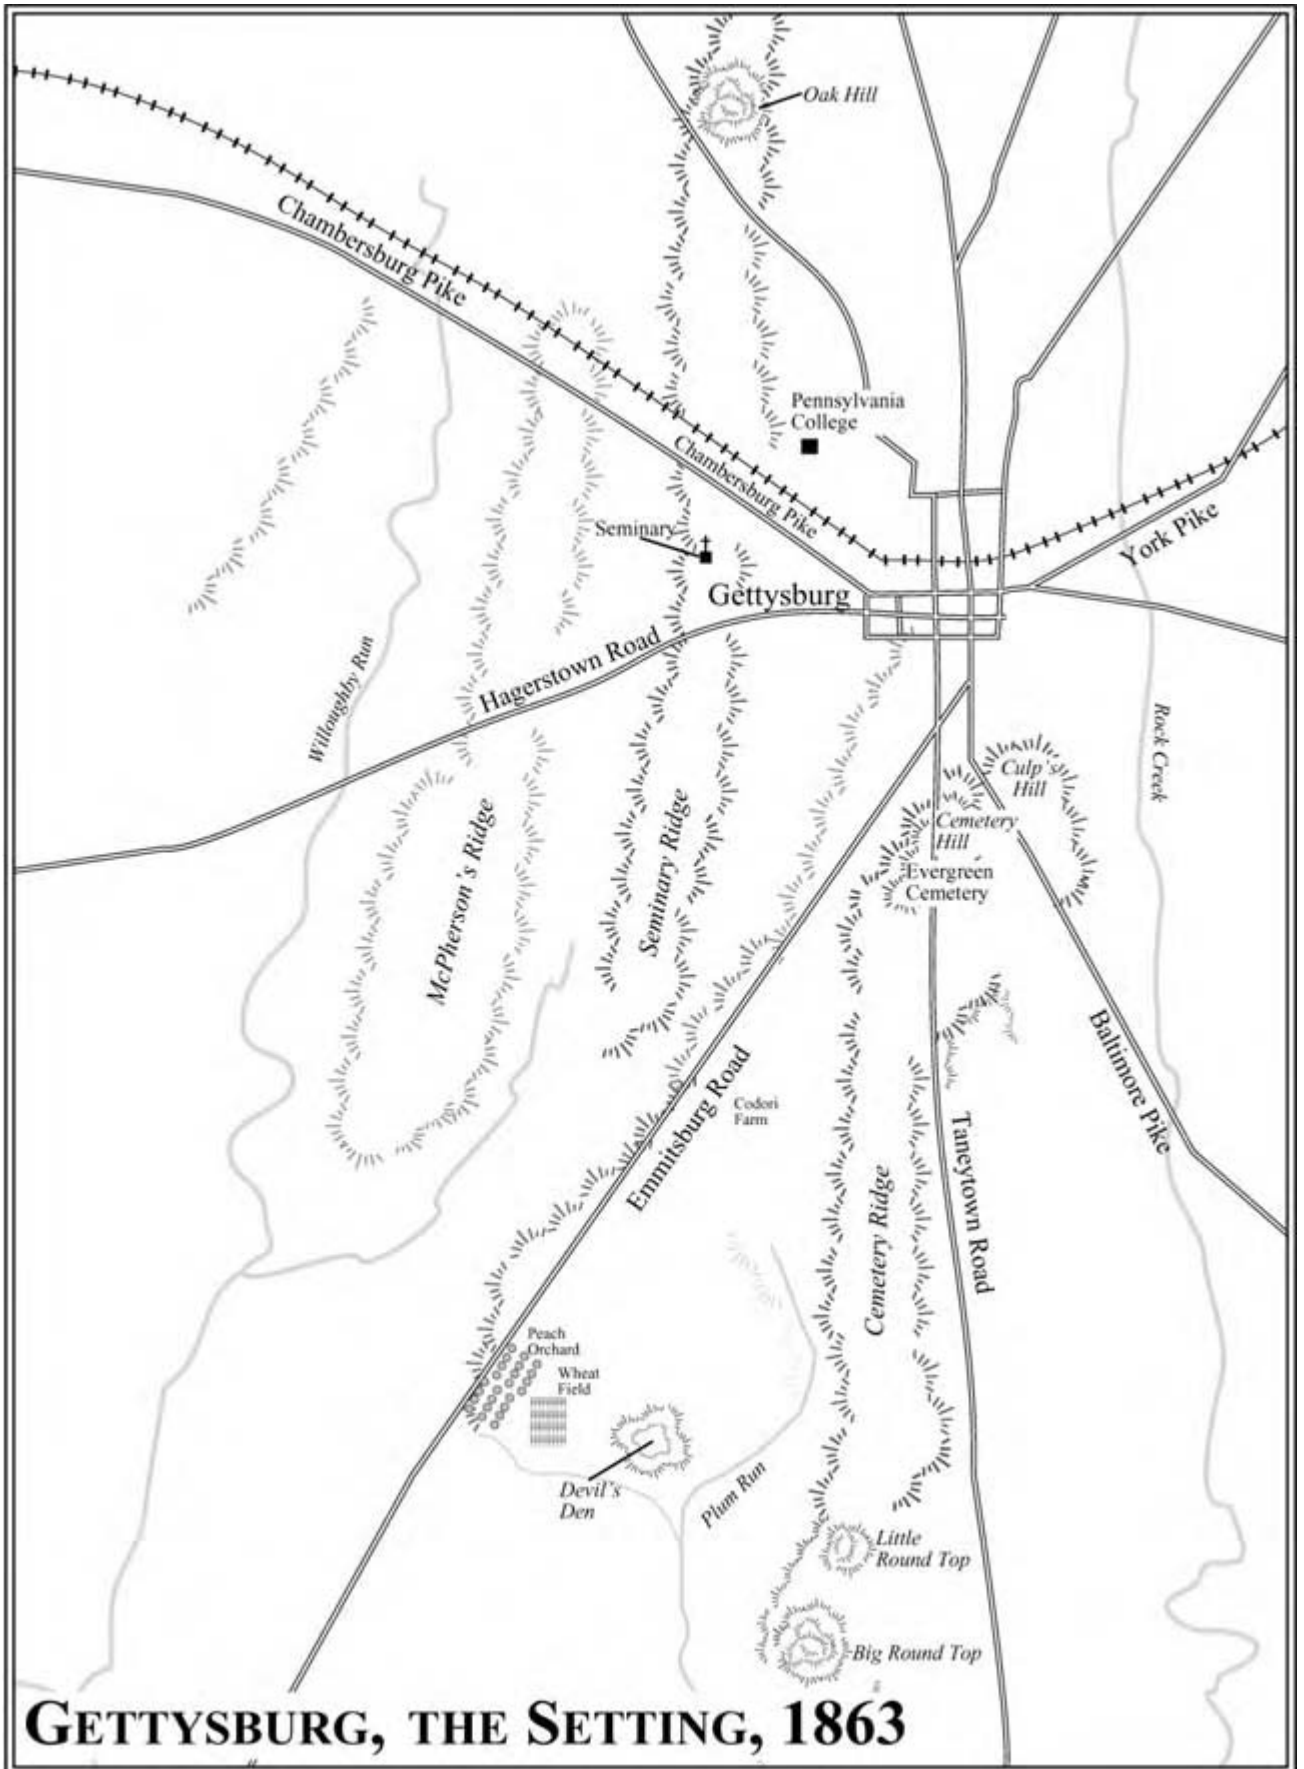 Oak Hill
Chambersburg Pike
Pennsylvania
College
Chambersburg Pike
Seminary
York Pike
Gettysburg
Hagerstown Road
Willoughby Run
Rock Creek
Culp's
Hill
Cemetery
Hill
Evergreen
Cemetery
McPherson's Ridge
Seminary Ridge
Baltimore Pike
Emmitsburg Road
Codori
Farm
Taneytown Road
Cemetery Ridge
Peach
Orchard
Wheat
Field
Devil's
Den
Plum Run
Little
Round Top
Big Round Top
GETTYSBURG, THE SETTING, 1863